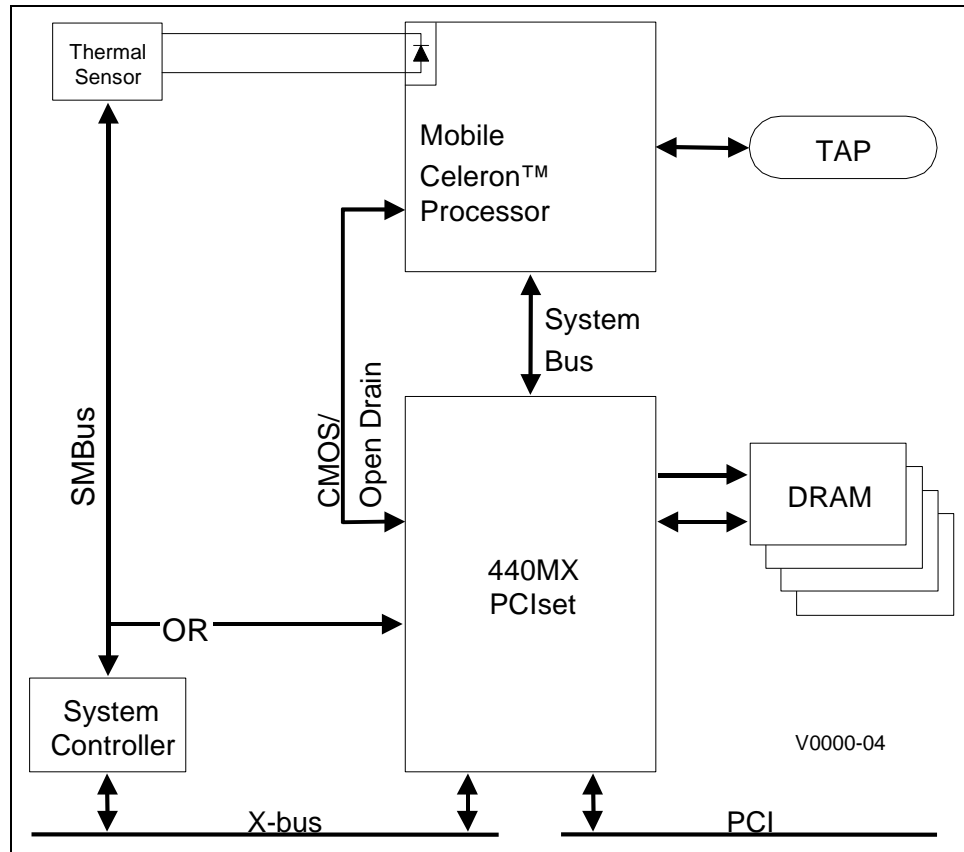 Thermal
Sensor
Mobile
Celeron™
Processor
TAP
System
Bus
SMBus
CMOS/
Open Drain
DRAM
440MX
PCIset
OR
System
Controller
V0000-04
X-bus
PCI